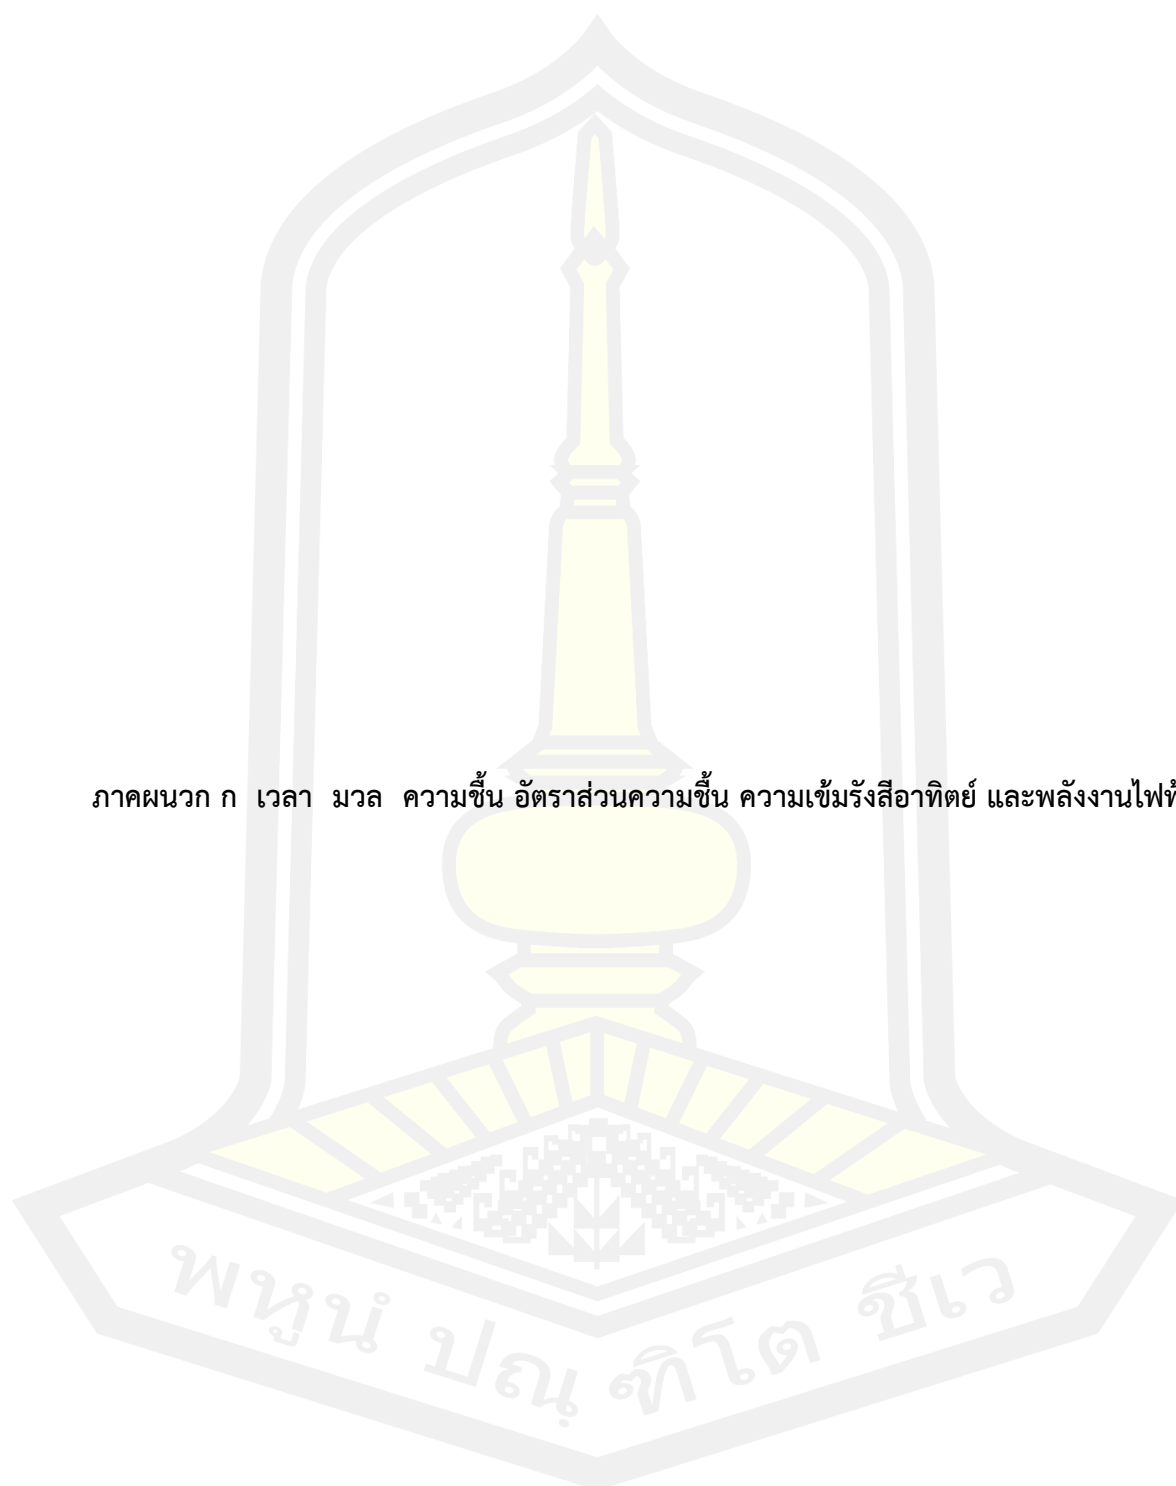 ภาคผนวก ก เวลา มวล ความชื้น อัตราส่วนความชื้น ความเข้มรังสีอาทิตย์ และพลังงานไฟฟ้
พหูนํ ปณฺฑิโต ชีเว